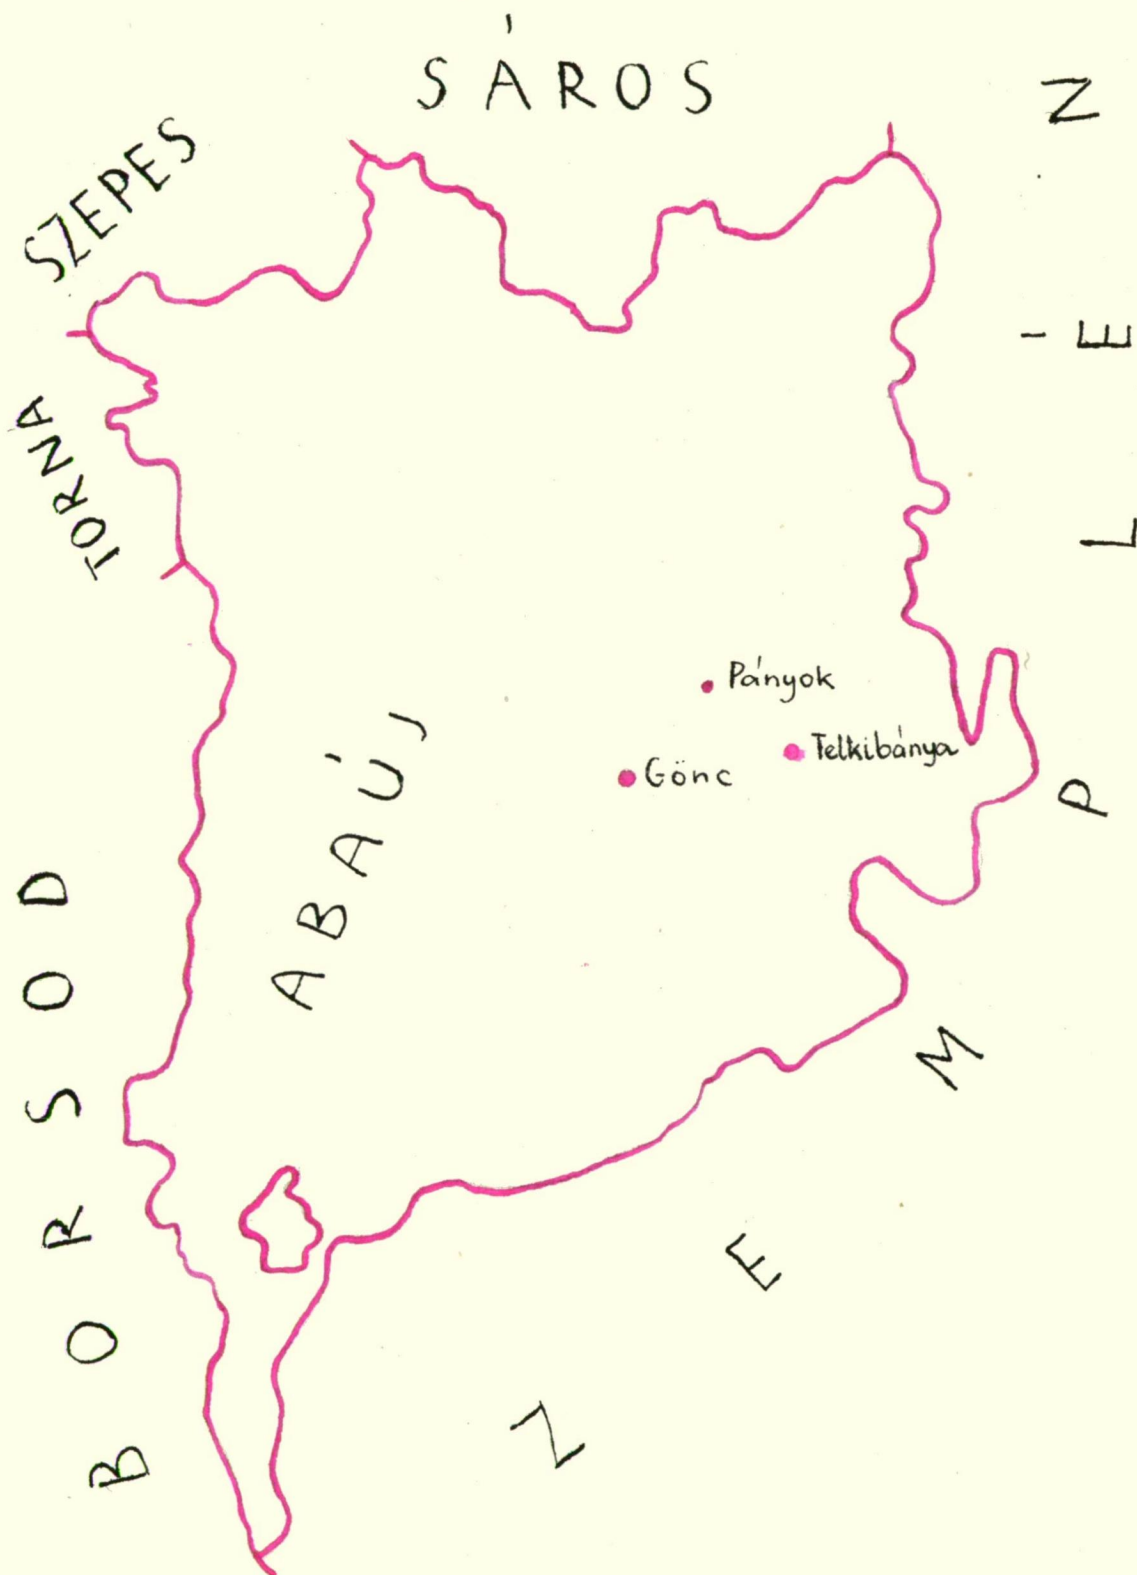 SÁROS
SZEPES
TORNA
Pányok
Telkibánya
Gönc
ABAÚJ
BORSOD
ZEMPLÉN